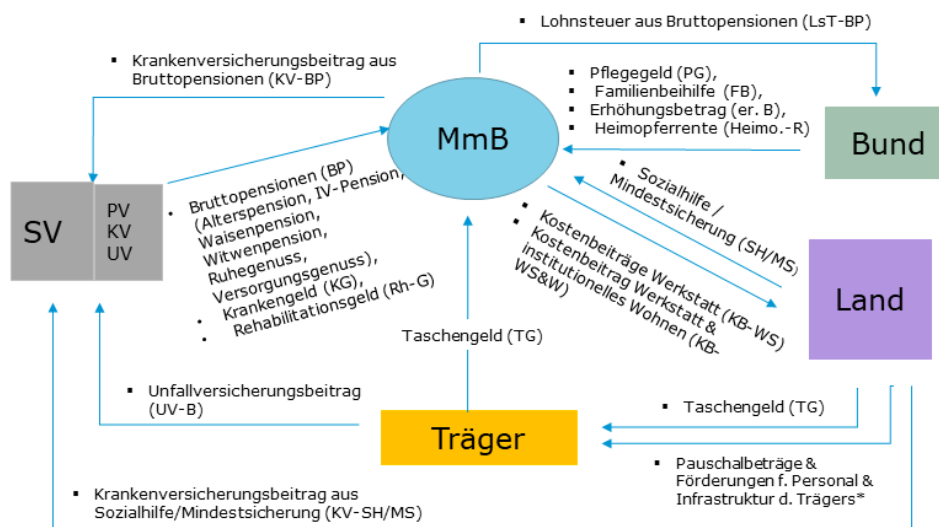 ▪ Lohnsteuer aus Bruttopensionen (LsT-BP)
▪ Krankenversicherungsbeitrag aus
Bruttopensionen (KV-BP)
▪ Pflegegeld (PG),
▪ Familienbeihilfe (FB),
▪ Erhöhungsbetrag (er. B),
▪ Heimopferrente (Heimo.-R)
MmB
Bund
▪ Sozialhilfe /
Mindestsicherung (SH/MS)
SV
PV
KV
UV
• Bruttopensionen (BP)
(Alterspension, IV-Pension,
Waisenpension,
Witwenpension,
Ruhegenuss,
Versorgungsgenuss),
• Krankengeld (KG),
• Rehabilitationsgeld (Rh-G)
▪ Kostenbeiträge Werkstatt (KB-WS)
▪ Kostenbeitrag Werkstatt &
institutionelles Wohnen (KB-
WS&W)
Land
Taschengeld (TG)
▪ Unfallversicherungsbeitrag
(UV-B)
Träger
▪ Taschengeld (TG)
▪ Pauschalbeträge &
Förderungen f. Personal &
Infrastruktur d. Trägers*
▪ Krankenversicherungsbeitrag aus
Sozialhilfe/Mindestsicherung (KV-SH/MS)